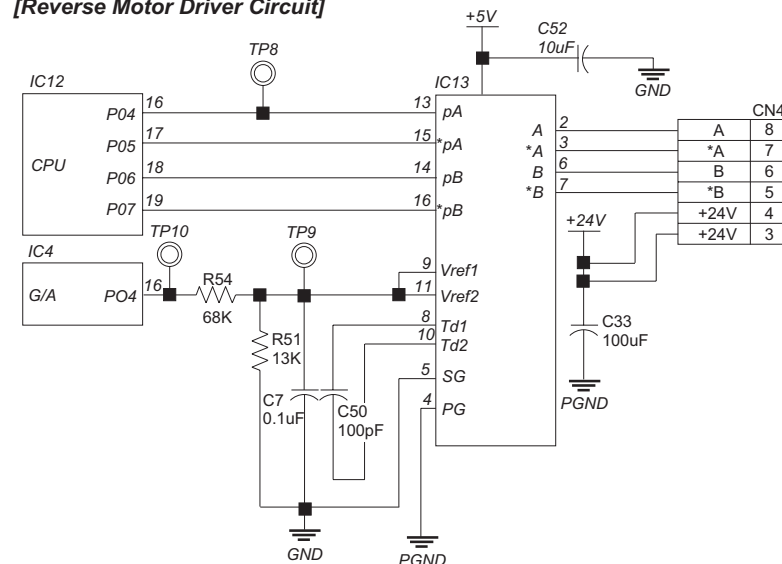 [Reverse Motor Driver Circuit]
+5V
C52
10uF
GND
TP8
IC12
CPU
P04 16
P05 17
P06 18
P07 19
IC13
13 pA
15 *pA
14 pB
16 *pB
9 Vref1
11 Vref2
8 Td1
10 Td2
5 SG
4 PG
A 2
*A 3
B 6
*B 7
CN4
A 8
*A 7
B 6
*B 5
+24V 4
+24V 3
+24V
C33
100uF
PGND
TP10
TP9
IC4
G/A PO4 16
R54
68K
R51
13K
C7
0.1uF
C50
100pF
GND
PGND